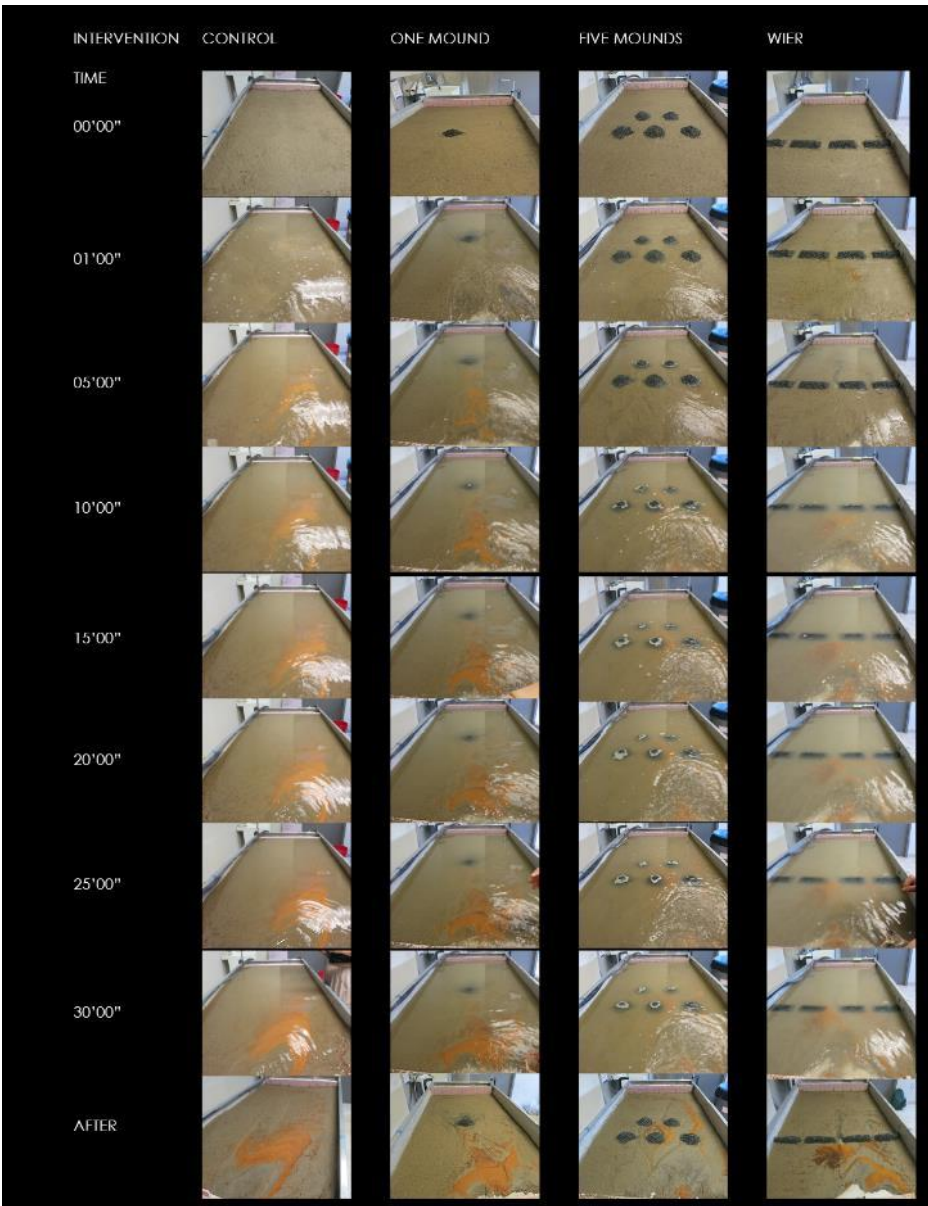 INTERVENTION CONTROL ONE MOUND FIVE MOUNDS WIER
TIME
00'00"
01'00"
05'00"
10'00"
15'00"
20'00"
25'00"
30'00"
AFTER